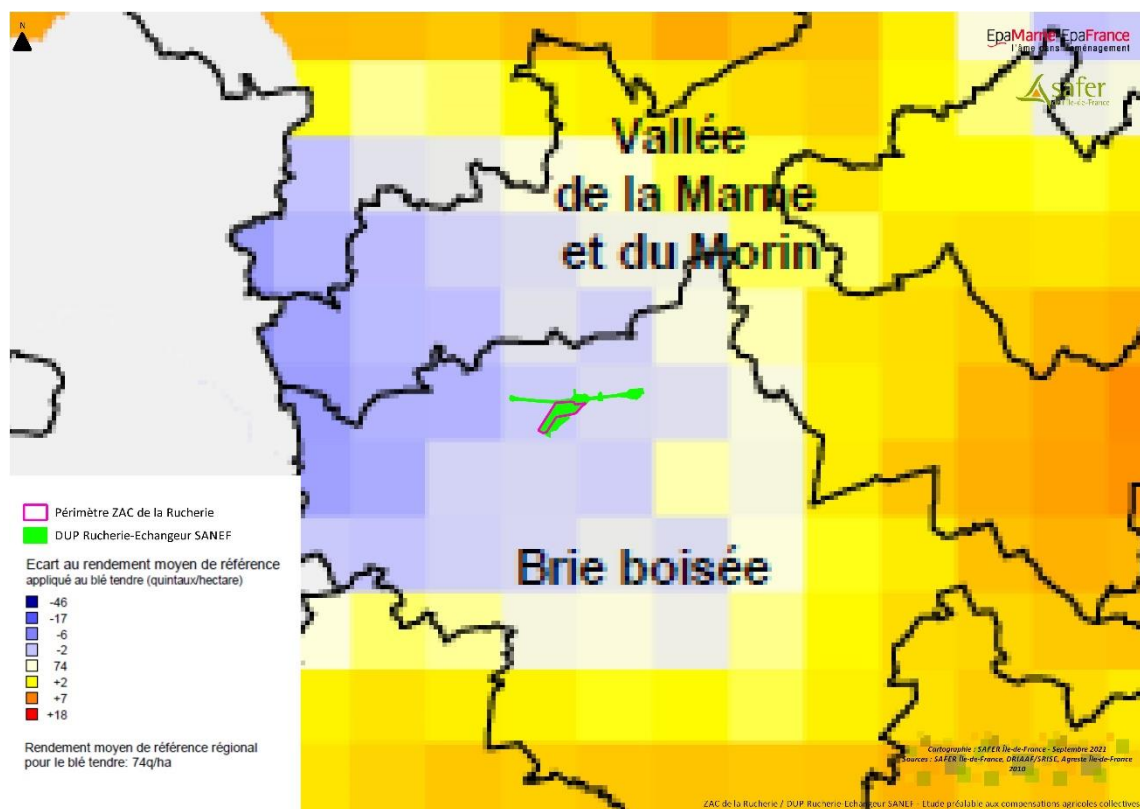 N
EpaMarne EpaFrance
l'âme dans l'aménagement
safer
Île-de-France
Vallée
de la Marne
et du Morin
Brie boisée
Périmètre ZAC de la Rucherie
DUP Rucherie-Echangeur SANEF
Ecart au rendement moyen de référence
appliqué au blé tendre (quintaux/hectare)
-46
-17
-6
-2
74
+2
+7
+18
Rendement moyen de référence régional
pour le blé tendre: 74q/ha
Cartographie : SAFER Île-de-France - Septembre 2021
Sources : SAFER Île-de-France, DRIAAF/SRISE, Agreste Île-de-France
2010
ZAC de la Rucherie / DUP Rucherie-Echangeur SANEF - Etude préalable aux compensations agricoles collectives